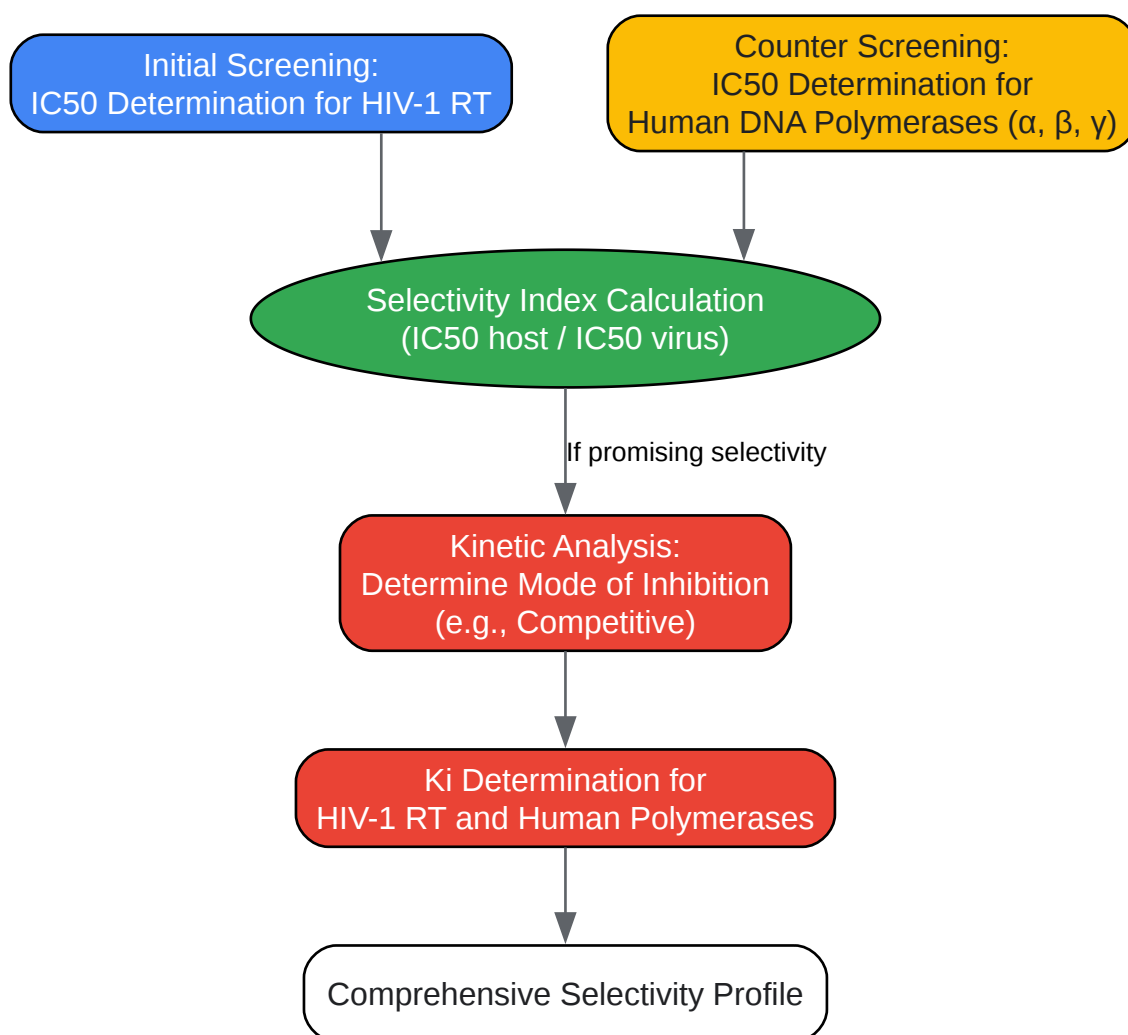 Initial Screening:
IC50 Determination for HIV-1 RT
Counter Screening:
IC50 Determination for
Human DNA Polymerases (α, β, γ)
Selectivity Index Calculation
(IC50 host / IC50 virus)
If promising selectivity
Kinetic Analysis:
Determine Mode of Inhibition
(e.g., Competitive)
Ki Determination for
HIV-1 RT and Human Polymerases
Comprehensive Selectivity Profile